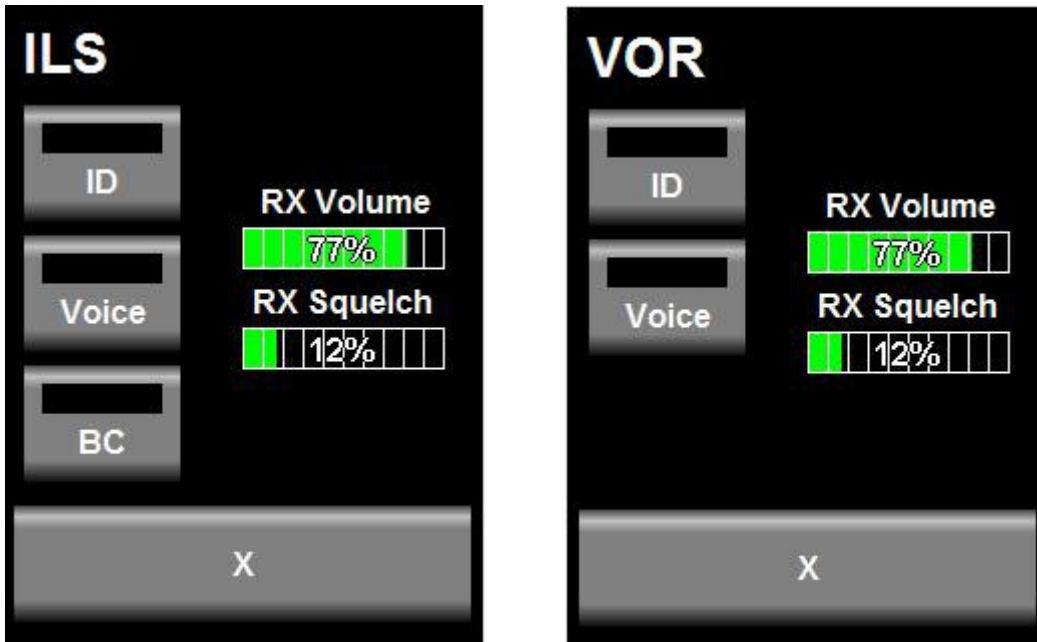 ILS
ID
RX Volume
77%
Voice
RX Squelch
12%
BC
X
VOR
ID
RX Volume
77%
Voice
RX Squelch
12%
X